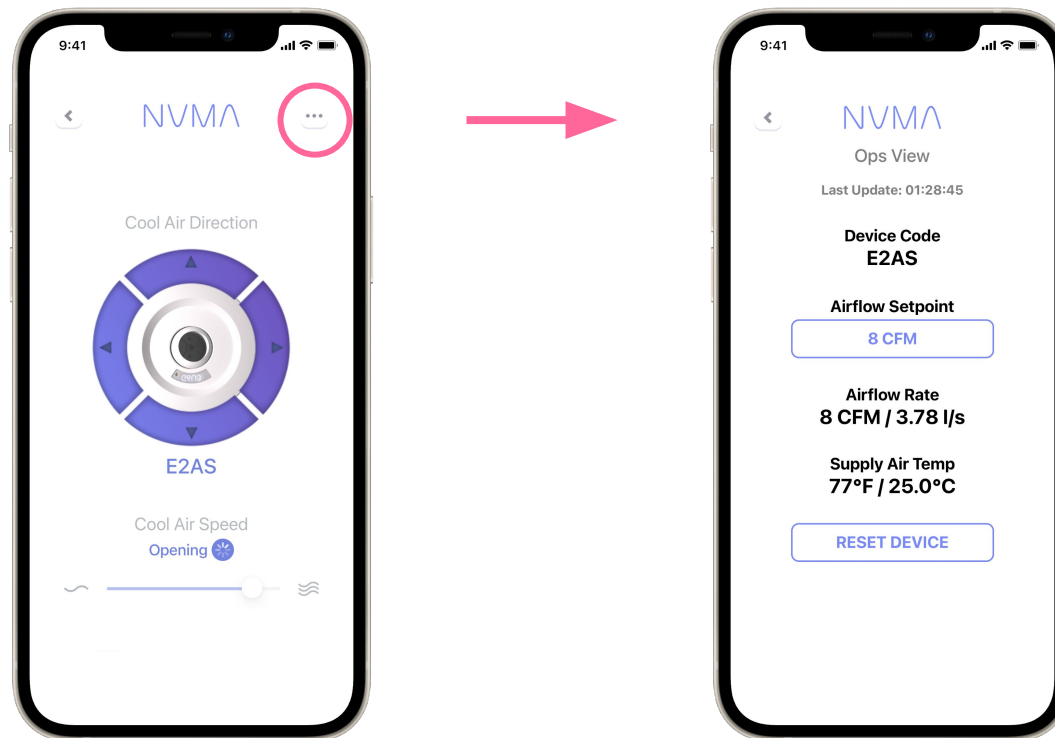 9:41
NVMA
Cool Air Direction
E2AS
Cool Air Speed
Opening
9:41
NVMA
Ops View
Last Update: 01:28:45
Device Code
E2AS
Airflow Setpoint
8 CFM
Airflow Rate
8 CFM / 3.78 l/s
Supply Air Temp
77°F / 25.0°C
RESET DEVICE